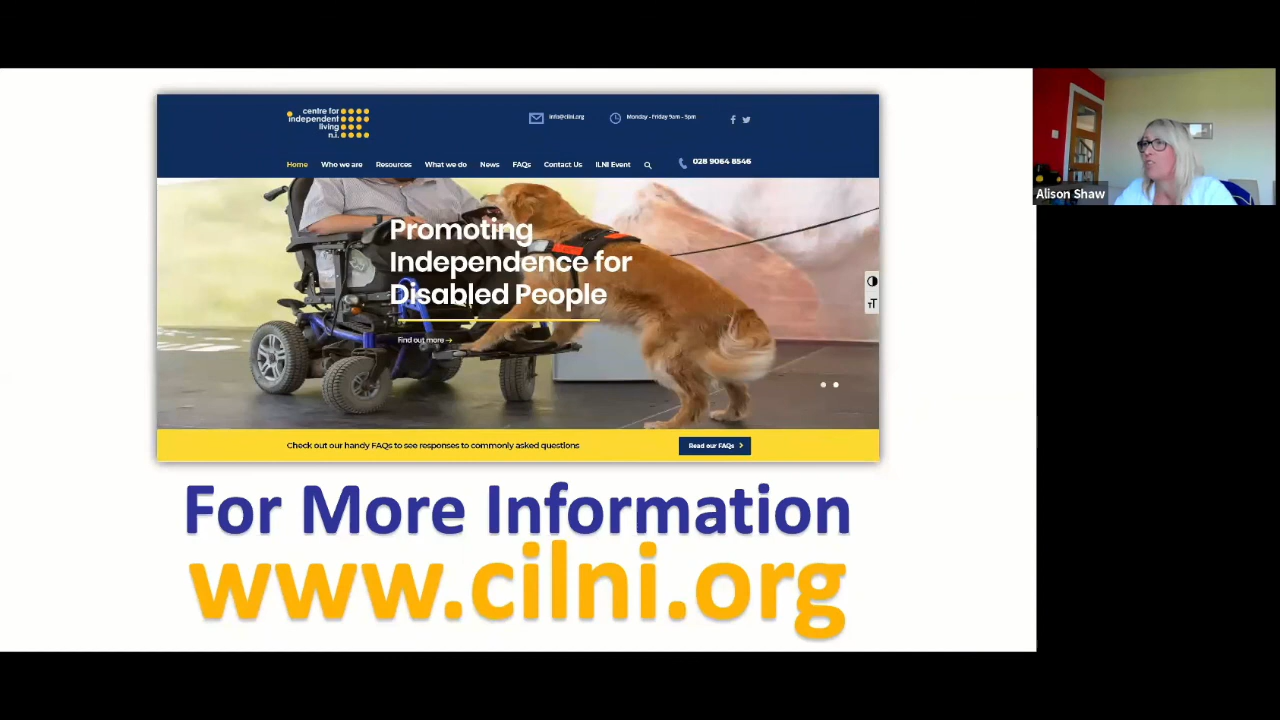 centre for
independent
living
n.i.
info@cilni.org
Monday - Friday 9am - 5pm
Home Who we are Resources What we do News FAQs Contact Us ILNI Event
028 9064 8546
Promoting
Independence for
Disabled People
Find out more →
Check out our handy FAQs to see responses to commonly asked questions
Read our FAQs >
For More Information
www.cilni.org
Alison Shaw